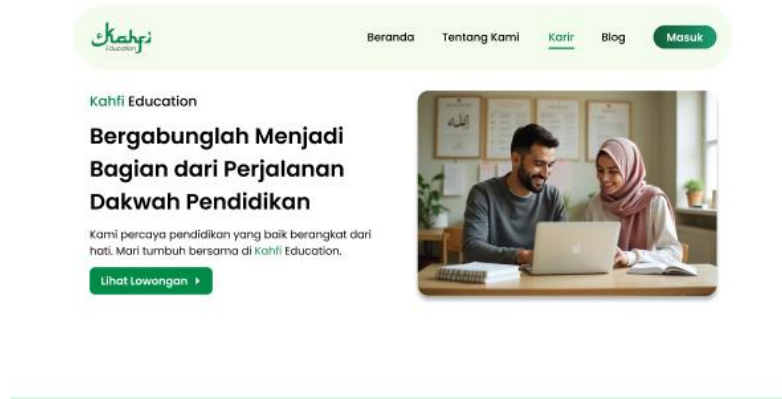 Kahfi
Education
Beranda Tentang Kami Karir Blog Masuk
Kahfi Education
Bergabunglah Menjadi
Bagian dari Perjalanan
Dakwah Pendidikan
Kami percaya pendidikan yang baik berangkat dari
hati. Mari tumbuh bersama di Kahfi Education.
Lihat Lowongan